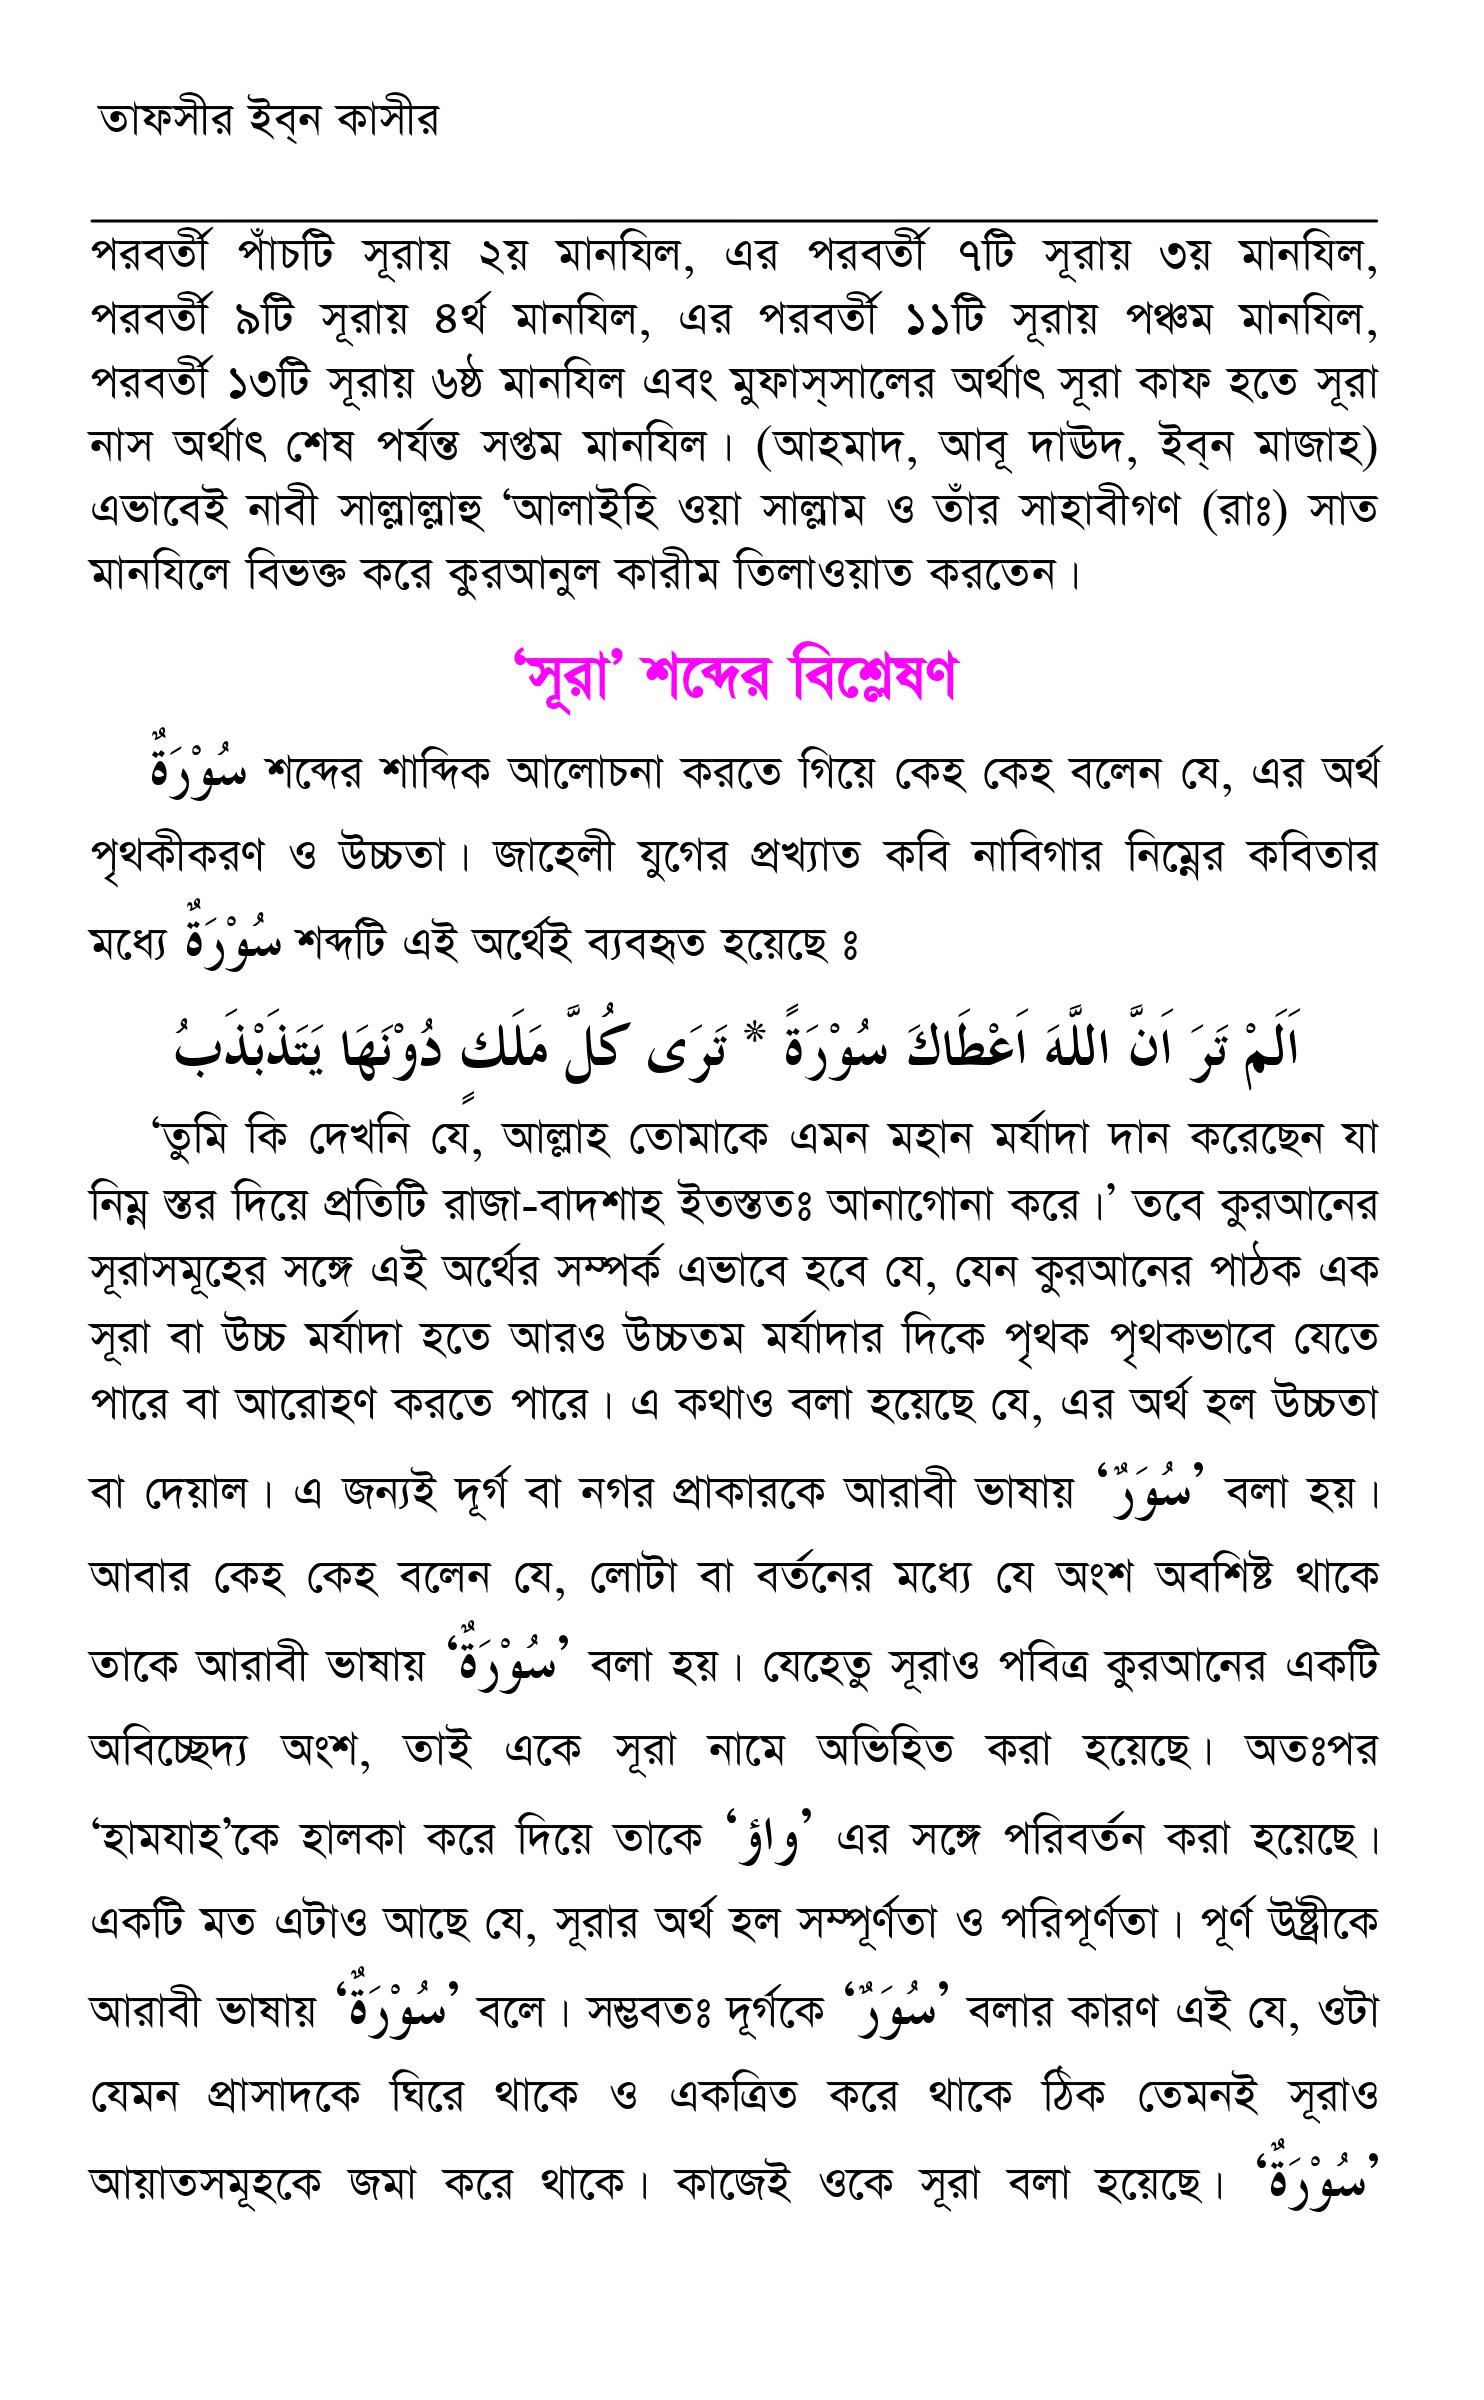 তাফসীর ইব্‌ন কাসীর
পরবর্তী পাঁচটি সূরায় ২য় মানযিল, এর পরবর্তী ৭টি সূরায় ৩য় মানযিল,
পরবর্তী ৯টি সূরায় ৪র্থ মানযিল, এর পরবর্তী ১১টি সূরায় পঞ্চম মানযিল,
পরবর্তী ১৩টি সূরায় ৬ষ্ঠ মানযিল এবং মুফাস্‌সালের অর্থাৎ সূরা কাফ হতে সূরা
নাস অর্থাৎ শেষ পর্যন্ত সপ্তম মানযিল। (আহমাদ, আবূ দাঊদ, ইব্‌ন মাজাহ)
এভাবেই নাবী সাল্লাল্লাহু ‘আলাইহি ওয়া সাল্লাম ও তাঁর সাহাবীগণ (রাঃ) সাত
মানযিলে বিভক্ত করে কুরআনুল কারীম তিলাওয়াত করতেন।
‘সূরা’ শব্দের বিশ্লেষণ
سُوْرَةٌ শব্দের শাব্দিক আলোচনা করতে গিয়ে কেহ কেহ বলেন যে, এর অর্থ
পৃথকীকরণ ও উচ্চতা। জাহেলী যুগের প্রখ্যাত কবি নাবিগার নিম্নের কবিতার
মধ্যে سُوْرَةٌ শব্দটি এই অর্থেই ব্যবহৃত হয়েছে ঃ
اَلَمْ تَرَ اَنَّ اللَّهَ اَعْطَاكَ سُوْرَةً * تَرَى كُلَّ مَلَكٍ دُوْنَهَا يَتَذَبْذَبُ
‘তুমি কি দেখনি যে, আল্লাহ তোমাকে এমন মহান মর্যাদা দান করেছেন যা
নিম্ন স্তর দিয়ে প্রতিটি রাজা-বাদশাহ ইতস্ততঃ আনাগোনা করে।’ তবে কুরআনের
সূরাসমূহের সঙ্গে এই অর্থের সম্পর্ক এভাবে হবে যে, যেন কুরআনের পাঠক এক
সূরা বা উচ্চ মর্যাদা হতে আরও উচ্চতম মর্যাদার দিকে পৃথক পৃথকভাবে যেতে
পারে বা আরোহণ করতে পারে। এ কথাও বলা হয়েছে যে, এর অর্থ হল উচ্চতা
বা দেয়াল। এ জন্যই দূর্গ বা নগর প্রাকারকে আরাবী ভাষায় ‘سُوَرٌ’ বলা হয়।
আবার কেহ কেহ বলেন যে, লোটা বা বর্তনের মধ্যে যে অংশ অবশিষ্ট থাকে
তাকে আরাবী ভাষায় ‘سُوْرَةٌ’ বলা হয়। যেহেতু সূরাও পবিত্র কুরআনের একটি
অবিচ্ছেদ্য অংশ, তাই একে সূরা নামে অভিহিত করা হয়েছে। অতঃপর
‘হামযাহ’কে হালকা করে দিয়ে তাকে ‘واؤ’ এর সঙ্গে পরিবর্তন করা হয়েছে।
একটি মত এটাও আছে যে, সূরার অর্থ হল সম্পূর্ণতা ও পরিপূর্ণতা। পূর্ণ উষ্ট্রীকে
আরাবী ভাষায় ‘سُوْرَةٌ’ বলে। সম্ভবতঃ দূর্গকে ‘سُوَرٌ’ বলার কারণ এই যে, ওটা
যেমন প্রাসাদকে ঘিরে থাকে ও একত্রিত করে থাকে ঠিক তেমনই সূরাও
আয়াতসমূহকে জমা করে থাকে। কাজেই ওকে সূরা বলা হয়েছে। ‘سُوْرَةٌ’